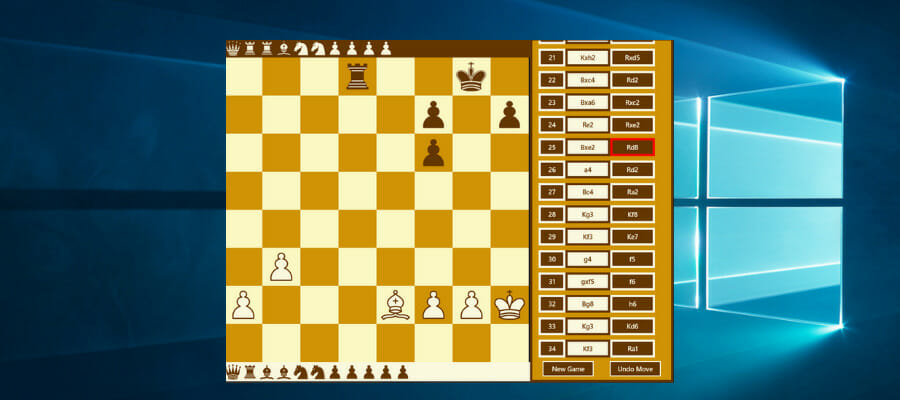 21 Kxh2 Rxd5
22 Bxc4 Rd2
23 Bxa6 Rxc2
24 Re2 Rxe2
25 Bxe2 Rd8
26 a4 Rd2
27 Bc4 Ra2
28 Kg3 Kf8
29 Kf3 Ke7
30 g4 f5
31 gxf5 f6
32 Bg8 h6
33 Kg3 Kd6
34 Kf3 Ra1
New Game Undo Move